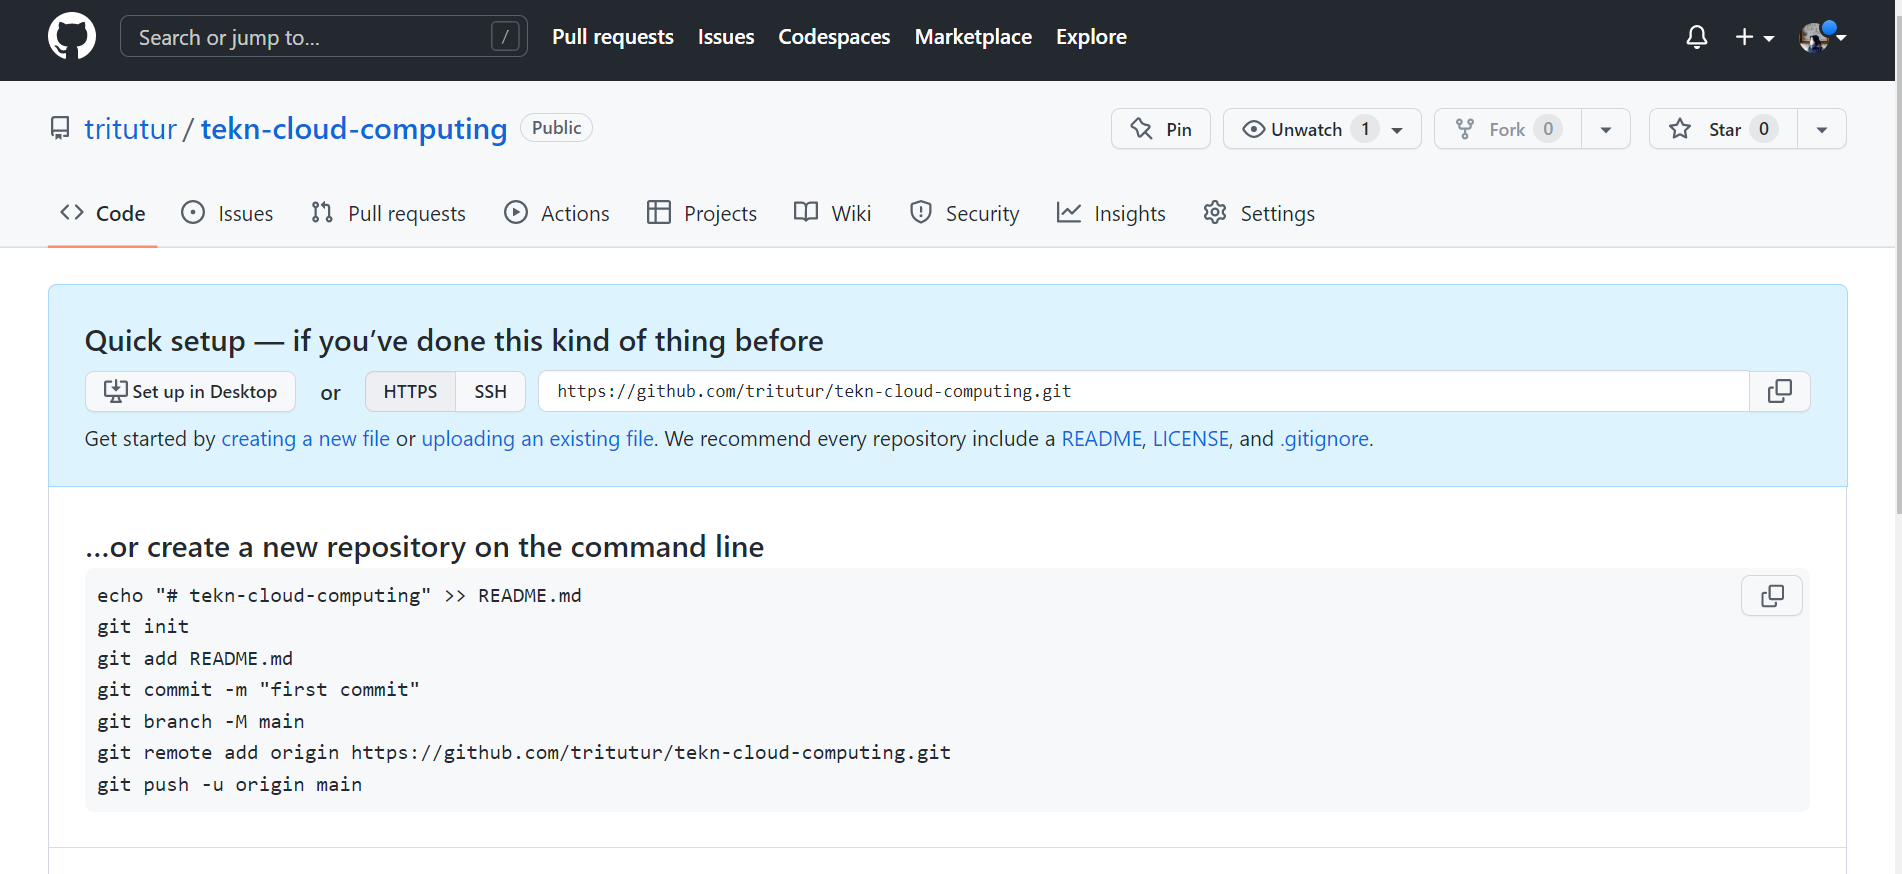 Search or jump to... /
Pull requests Issues Codespaces Marketplace Explore
tritutur / tekn-cloud-computing Public
Pin Unwatch 1 Fork 0 Star 0
Code Issues Pull requests Actions Projects Wiki Security Insights Settings
Quick setup — if you’ve done this kind of thing before
Set up in Desktop or HTTPS SSH https://github.com/tritutur/tekn-cloud-computing.git
Get started by creating a new file or uploading an existing file. We recommend every repository include a README, LICENSE, and .gitignore.
…or create a new repository on the command line
echo "# tekn-cloud-computing" >> README.md
git init
git add README.md
git commit -m "first commit"
git branch -M main
git remote add origin https://github.com/tritutur/tekn-cloud-computing.git
git push -u origin main